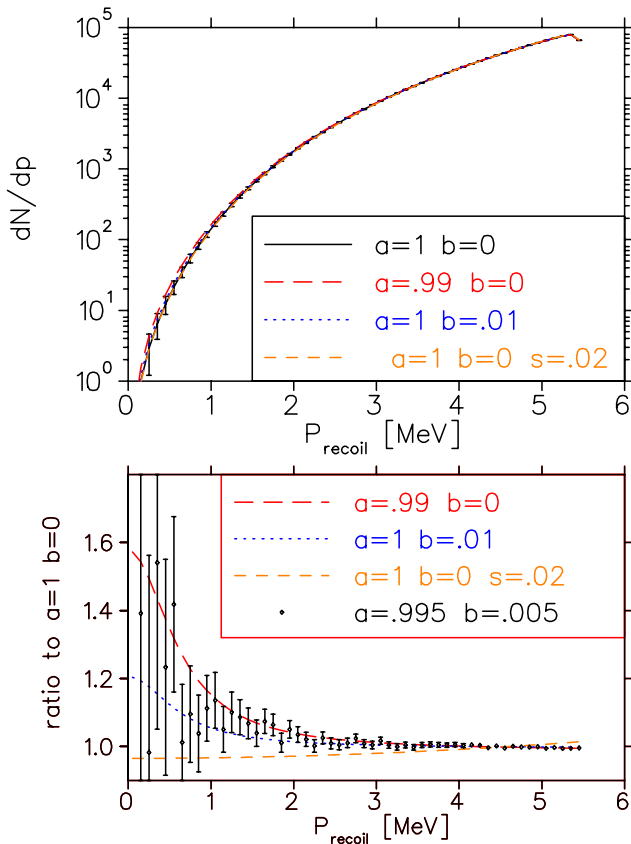 10^5
10^4
10^3
10^2
10^1
10^0
dN/dp
a=1 b=0
a=.99 b=0
a=1 b=.01
a=1 b=0 s=.02
0 1 2 3 4 5 6
P_recoil [MeV]
ratio to a=1 b=0
1.6
1.4
1.2
1.0
a=.99 b=0
a=1 b=.01
a=1 b=0 s=.02
a=.995 b=.005
0 1 2 3 4 5 6
P_recoil [MeV]